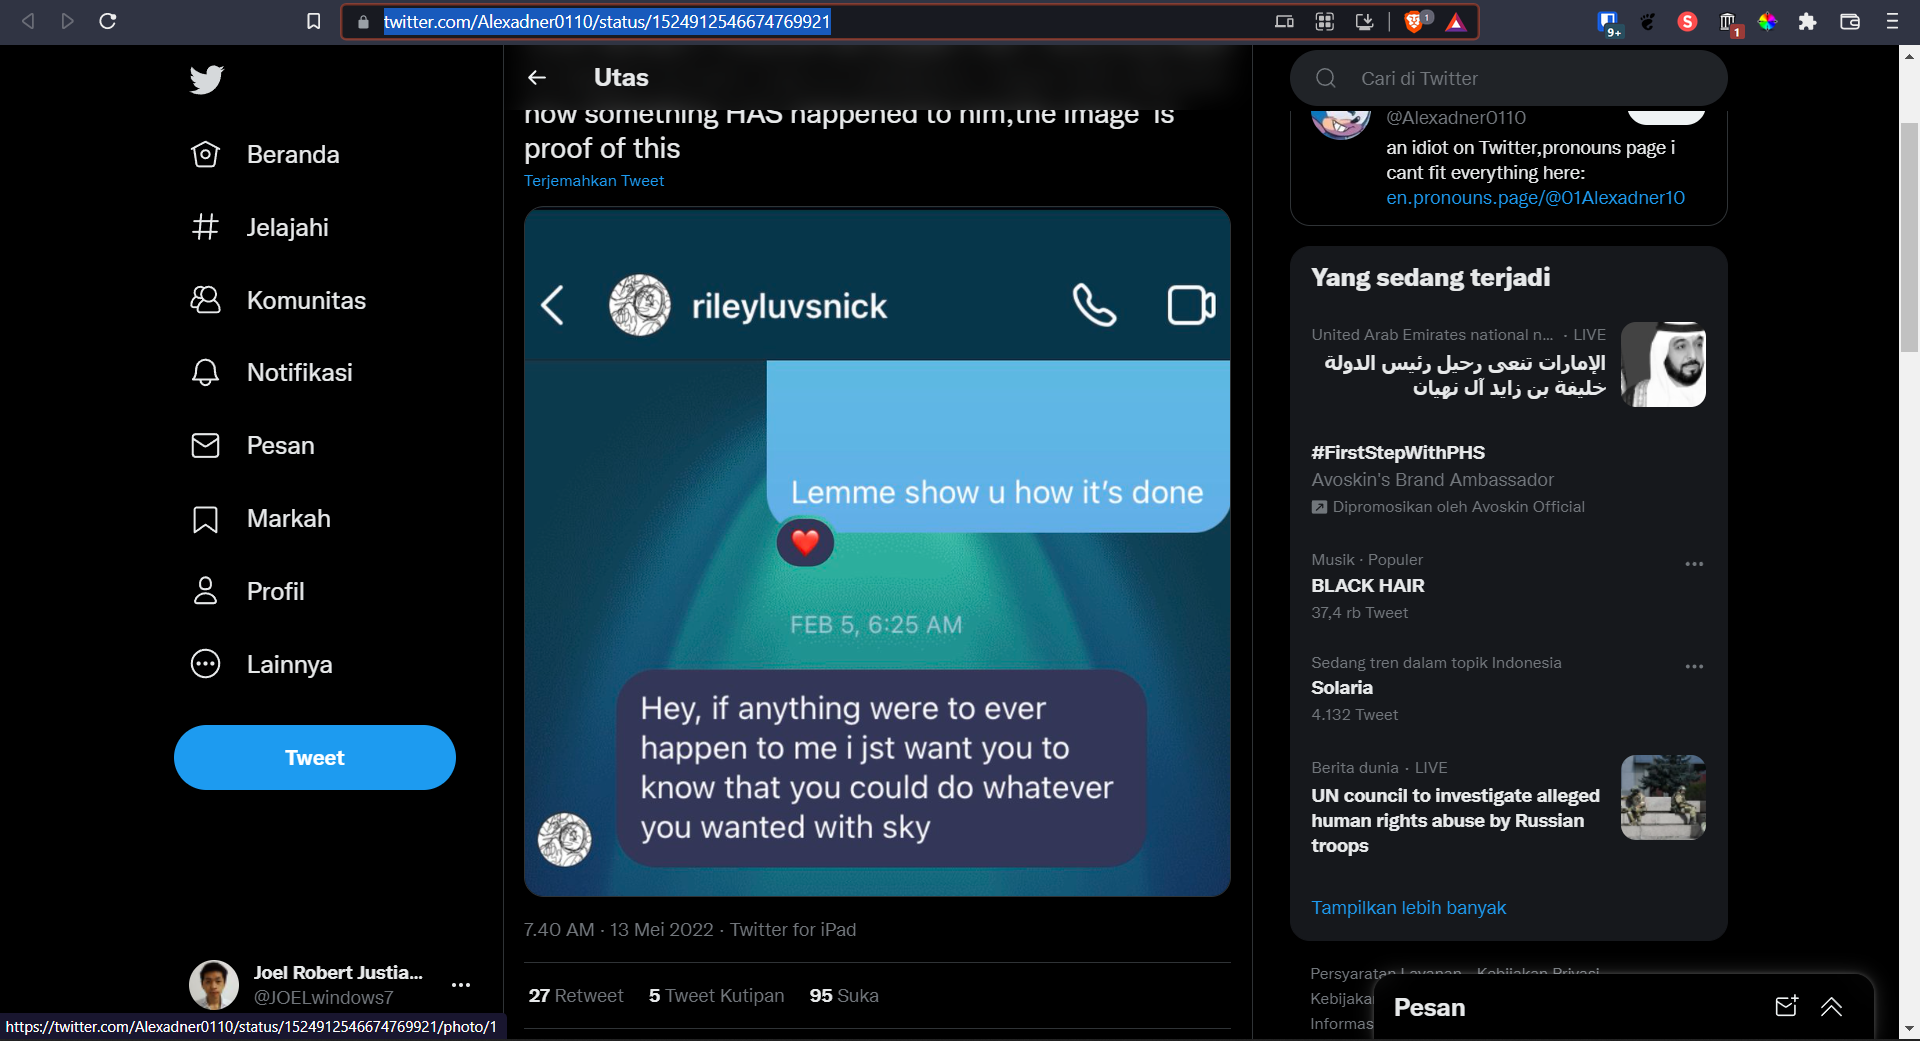 twitter.com/Alexadner0110/status/1524912546674769921
1
9+
S
1
Beranda
Jelajahi
Komunitas
Notifikasi
Pesan
Markah
Profil
Lainnya
Tweet
Joel Robert Justia...
@JOELwindows7
https://twitter.com/Alexadner0110/status/1524912546674769921/photo/1
Utas
now something HAS happened to him,the image is
proof of this
Terjemahkan Tweet
rileyluvsnick
Lemme show u how it's done
FEB 5, 6:25 AM
Hey, if anything were to ever
happen to me i jst want you to
know that you could do whatever
you wanted with sky
7.40 AM · 13 Mei 2022 · Twitter for iPad
27 Retweet 5 Tweet Kutipan 95 Suka
Cari di Twitter
@Alexadner0110
an idiot on Twitter,pronouns page i
cant fit everything here:
en.pronouns.page/@01Alexadner10
Yang sedang terjadi
United Arab Emirates national n... · LIVE
الإمارات تنعى رحيل رئيس الدولة
خليفة بن زايد آل نهيان
#FirstStepWithPHS
Avoskin's Brand Ambassador
Dipromosikan oleh Avoskin Official
Musik · Populer
BLACK HAIR
37,4 rb Tweet
Sedang tren dalam topik Indonesia
Solaria
4.132 Tweet
Berita dunia · LIVE
UN council to investigate alleged
human rights abuse by Russian
troops
Tampilkan lebih banyak
Persyaratan Layanan Kebijakan Privasi
Pesan